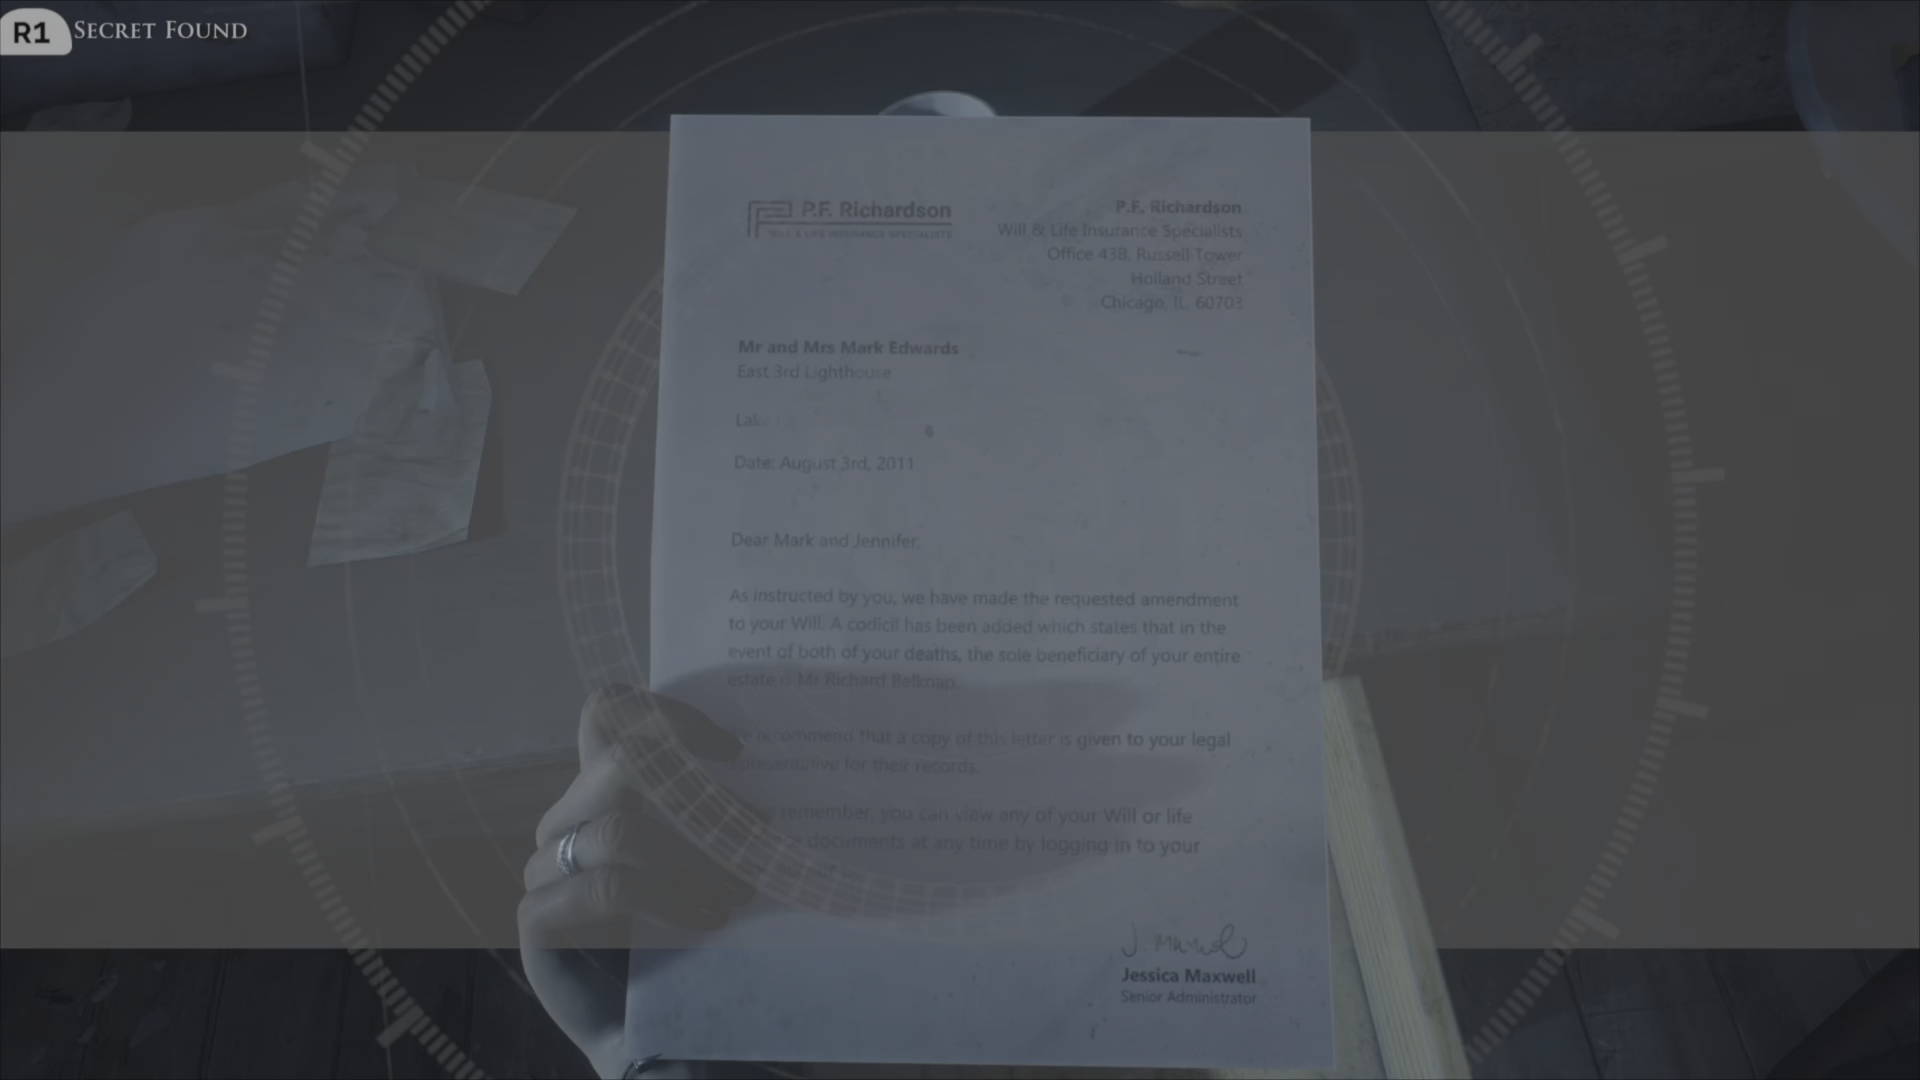 R1 SECRET FOUND
P.F. Richardson
WILL & LIFE INSURANCE SPECIALISTS
P.F. Richardson
Will & Life Insurance Specialists
Office 43B, Russell Tower
Holland Street
Chicago, IL 60703
Mr and Mrs Mark Edwards
East 3rd Lighthouse
Date: August 3rd, 2011
Dear Mark and Jennifer,
As instructed by you, we have made the requested amendment
to your Will. A codicil has been added which states that in the
event of both of your deaths, the sole beneficiary of your entire
estate is Mr Richard Bellknap.
recommend that a copy of this letter is given to your legal
for their records.
remember, you can view any of your Will or life
documents at any time by logging in to your
Jessica Maxwell
Senior Administrator